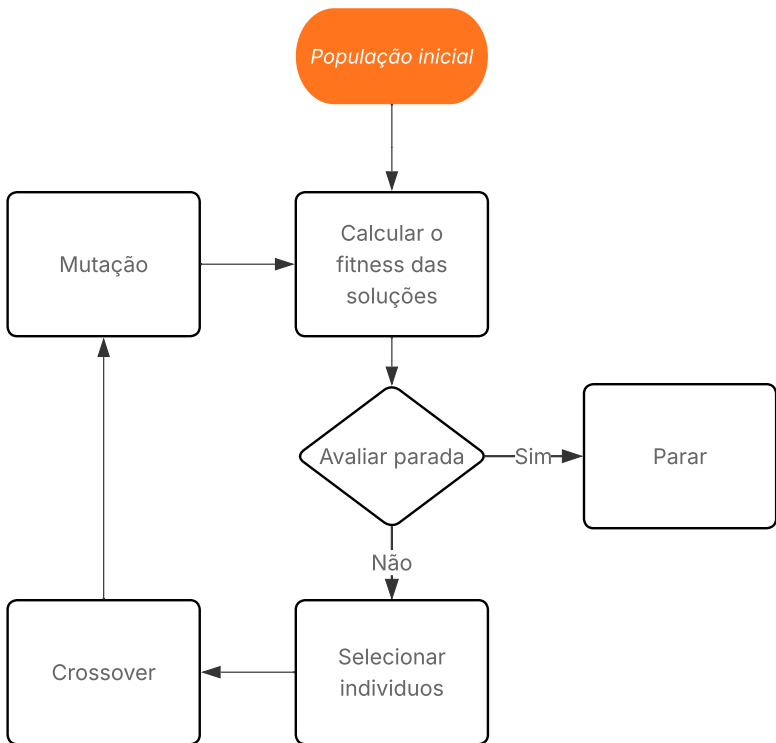 População inicial
Mutação
Calcular o
fitness das
soluções
Avaliar parada
Sim
Parar
Não
Crossover
Selecionar
individuos